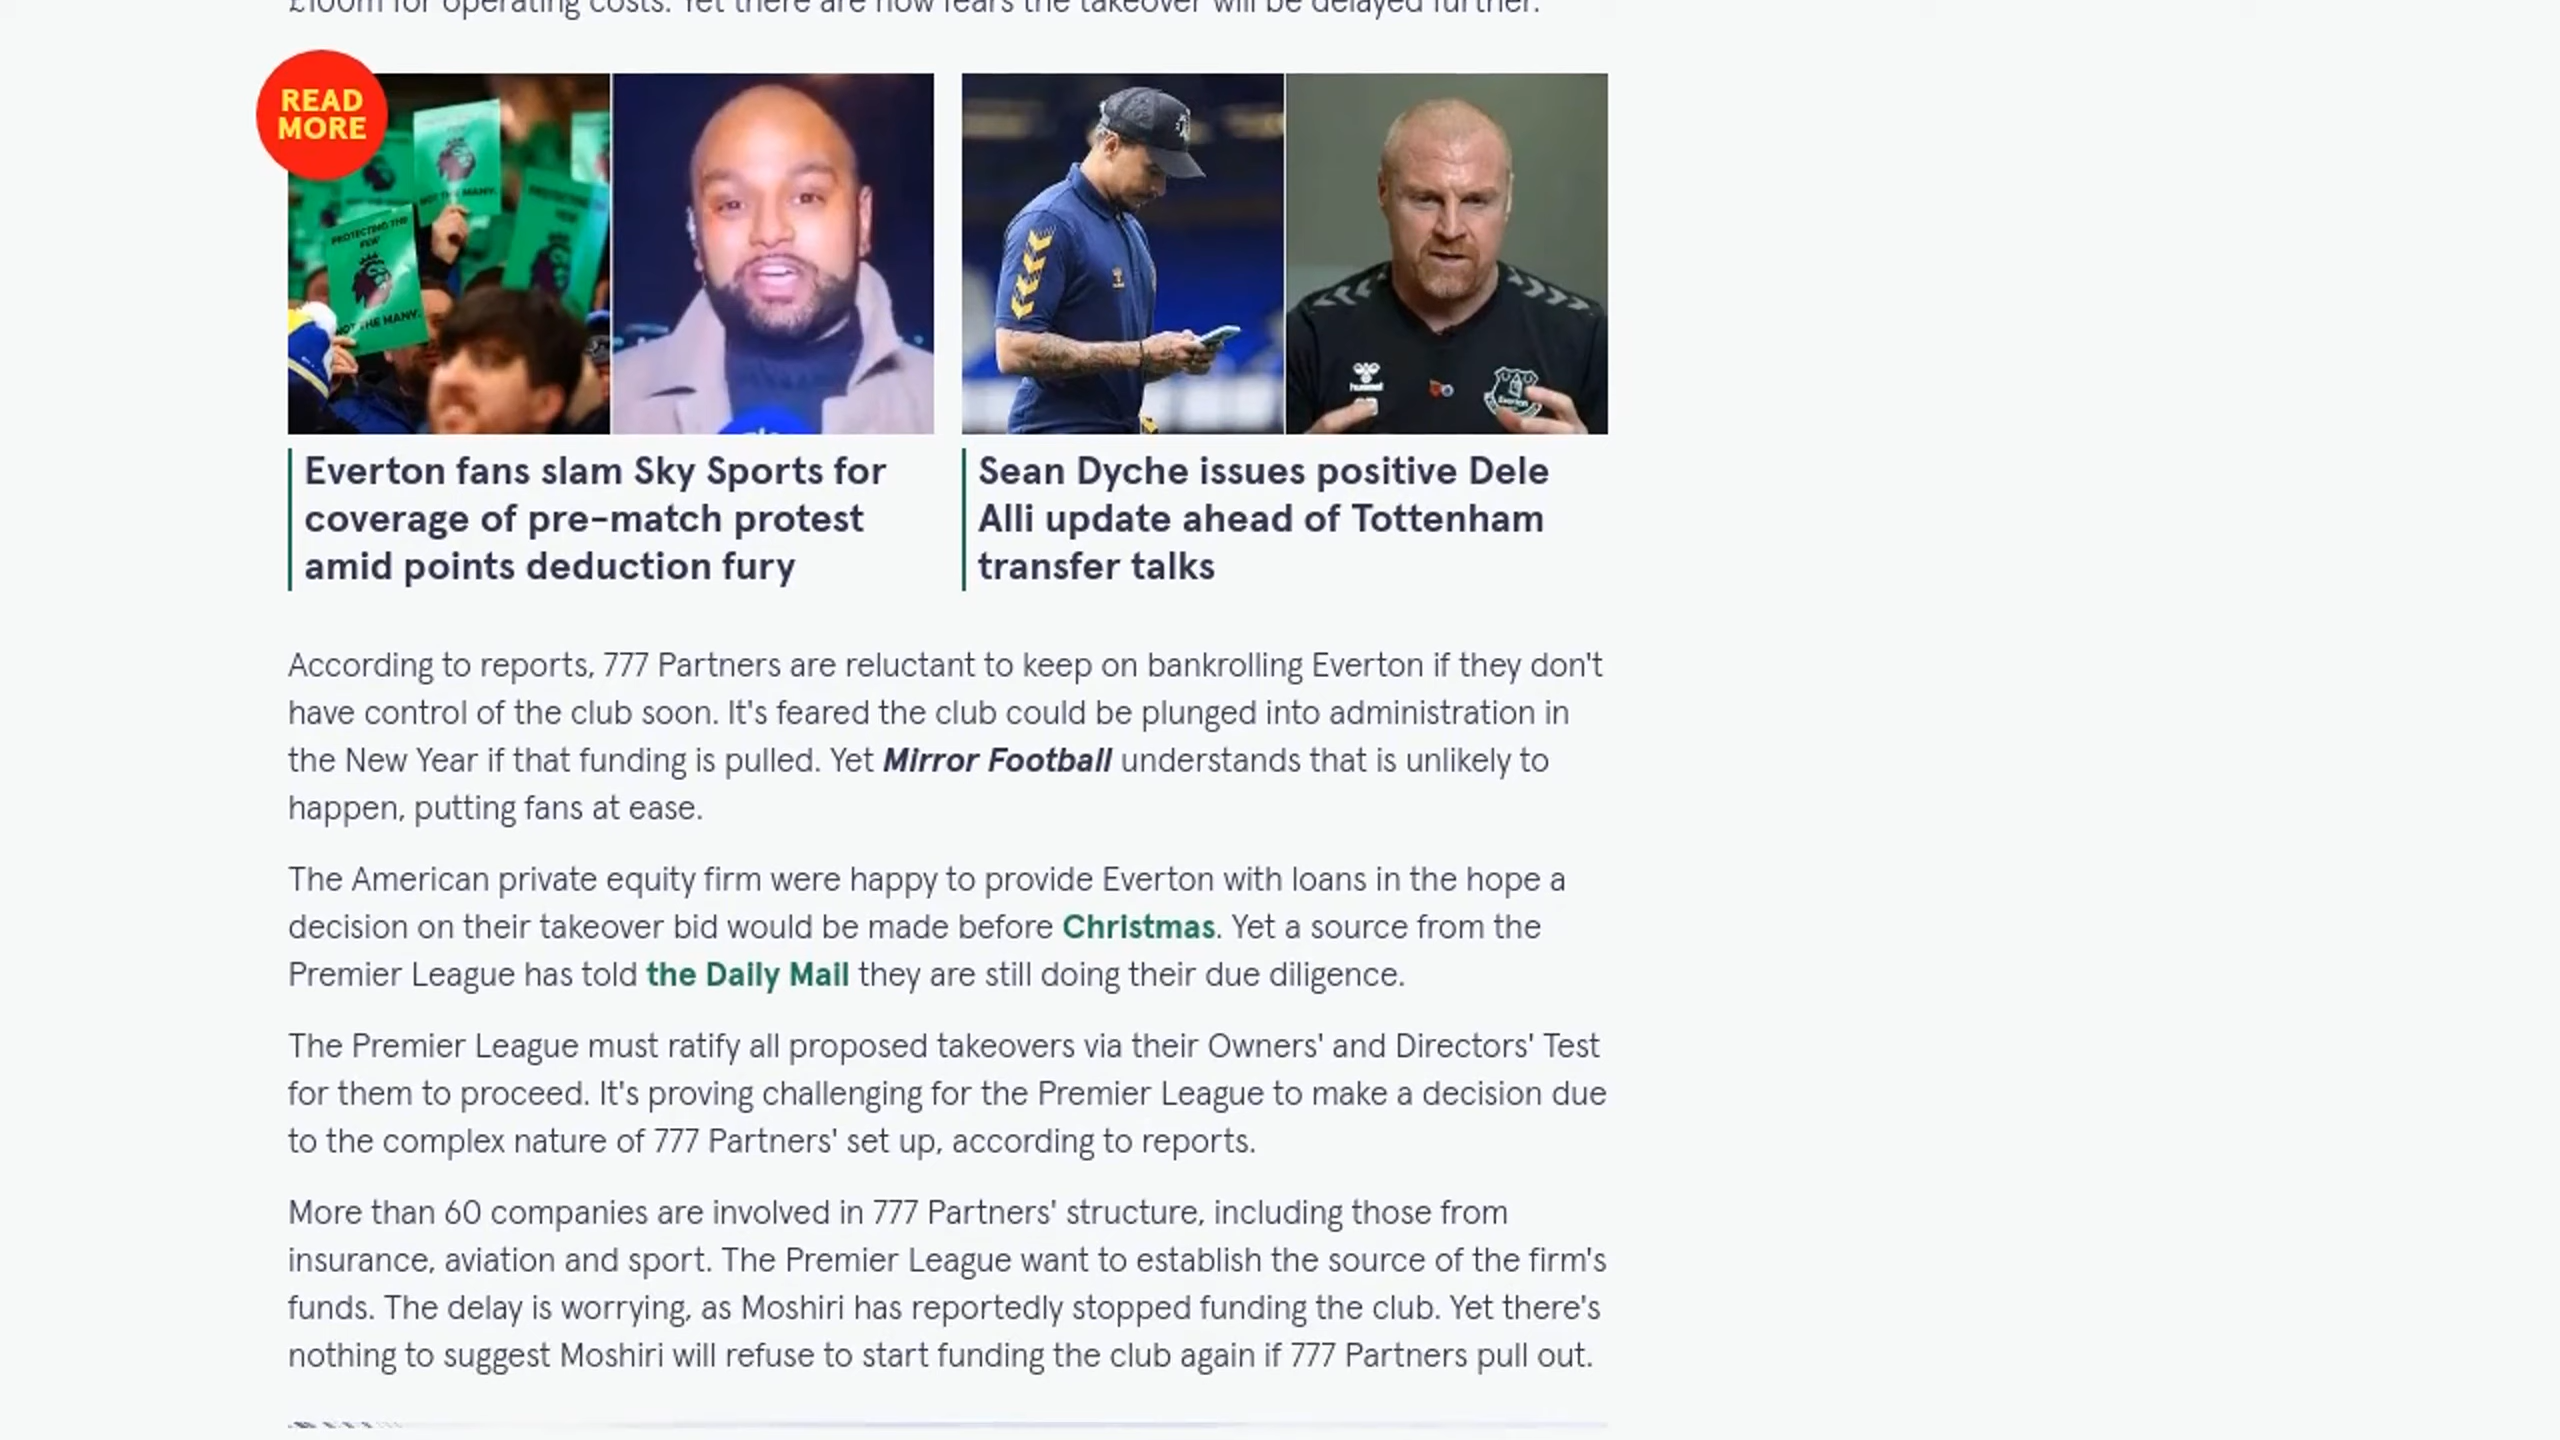 £100m for operating costs. Yet there are now fears the takeover will be delayed further.
READ
MORE
PROTECTING THE
FEW
NOT THE MANY.
NOT THE MANY.
PROTECTING
hummel
Everton
Everton fans slam Sky Sports for
coverage of pre-match protest
amid points deduction fury
Sean Dyche issues positive Dele
Alli update ahead of Tottenham
transfer talks
According to reports, 777 Partners are reluctant to keep on bankrolling Everton if they don't
have control of the club soon. It's feared the club could be plunged into administration in
the New Year if that funding is pulled. Yet Mirror Football understands that is unlikely to
happen, putting fans at ease.
The American private equity firm were happy to provide Everton with loans in the hope a
decision on their takeover bid would be made before Christmas. Yet a source from the
Premier League has told the Daily Mail they are still doing their due diligence.
The Premier League must ratify all proposed takeovers via their Owners' and Directors' Test
for them to proceed. It's proving challenging for the Premier League to make a decision due
to the complex nature of 777 Partners' set up, according to reports.
More than 60 companies are involved in 777 Partners' structure, including those from
insurance, aviation and sport. The Premier League want to establish the source of the firm's
funds. The delay is worrying, as Moshiri has reportedly stopped funding the club. Yet there's
nothing to suggest Moshiri will refuse to start funding the club again if 777 Partners pull out.